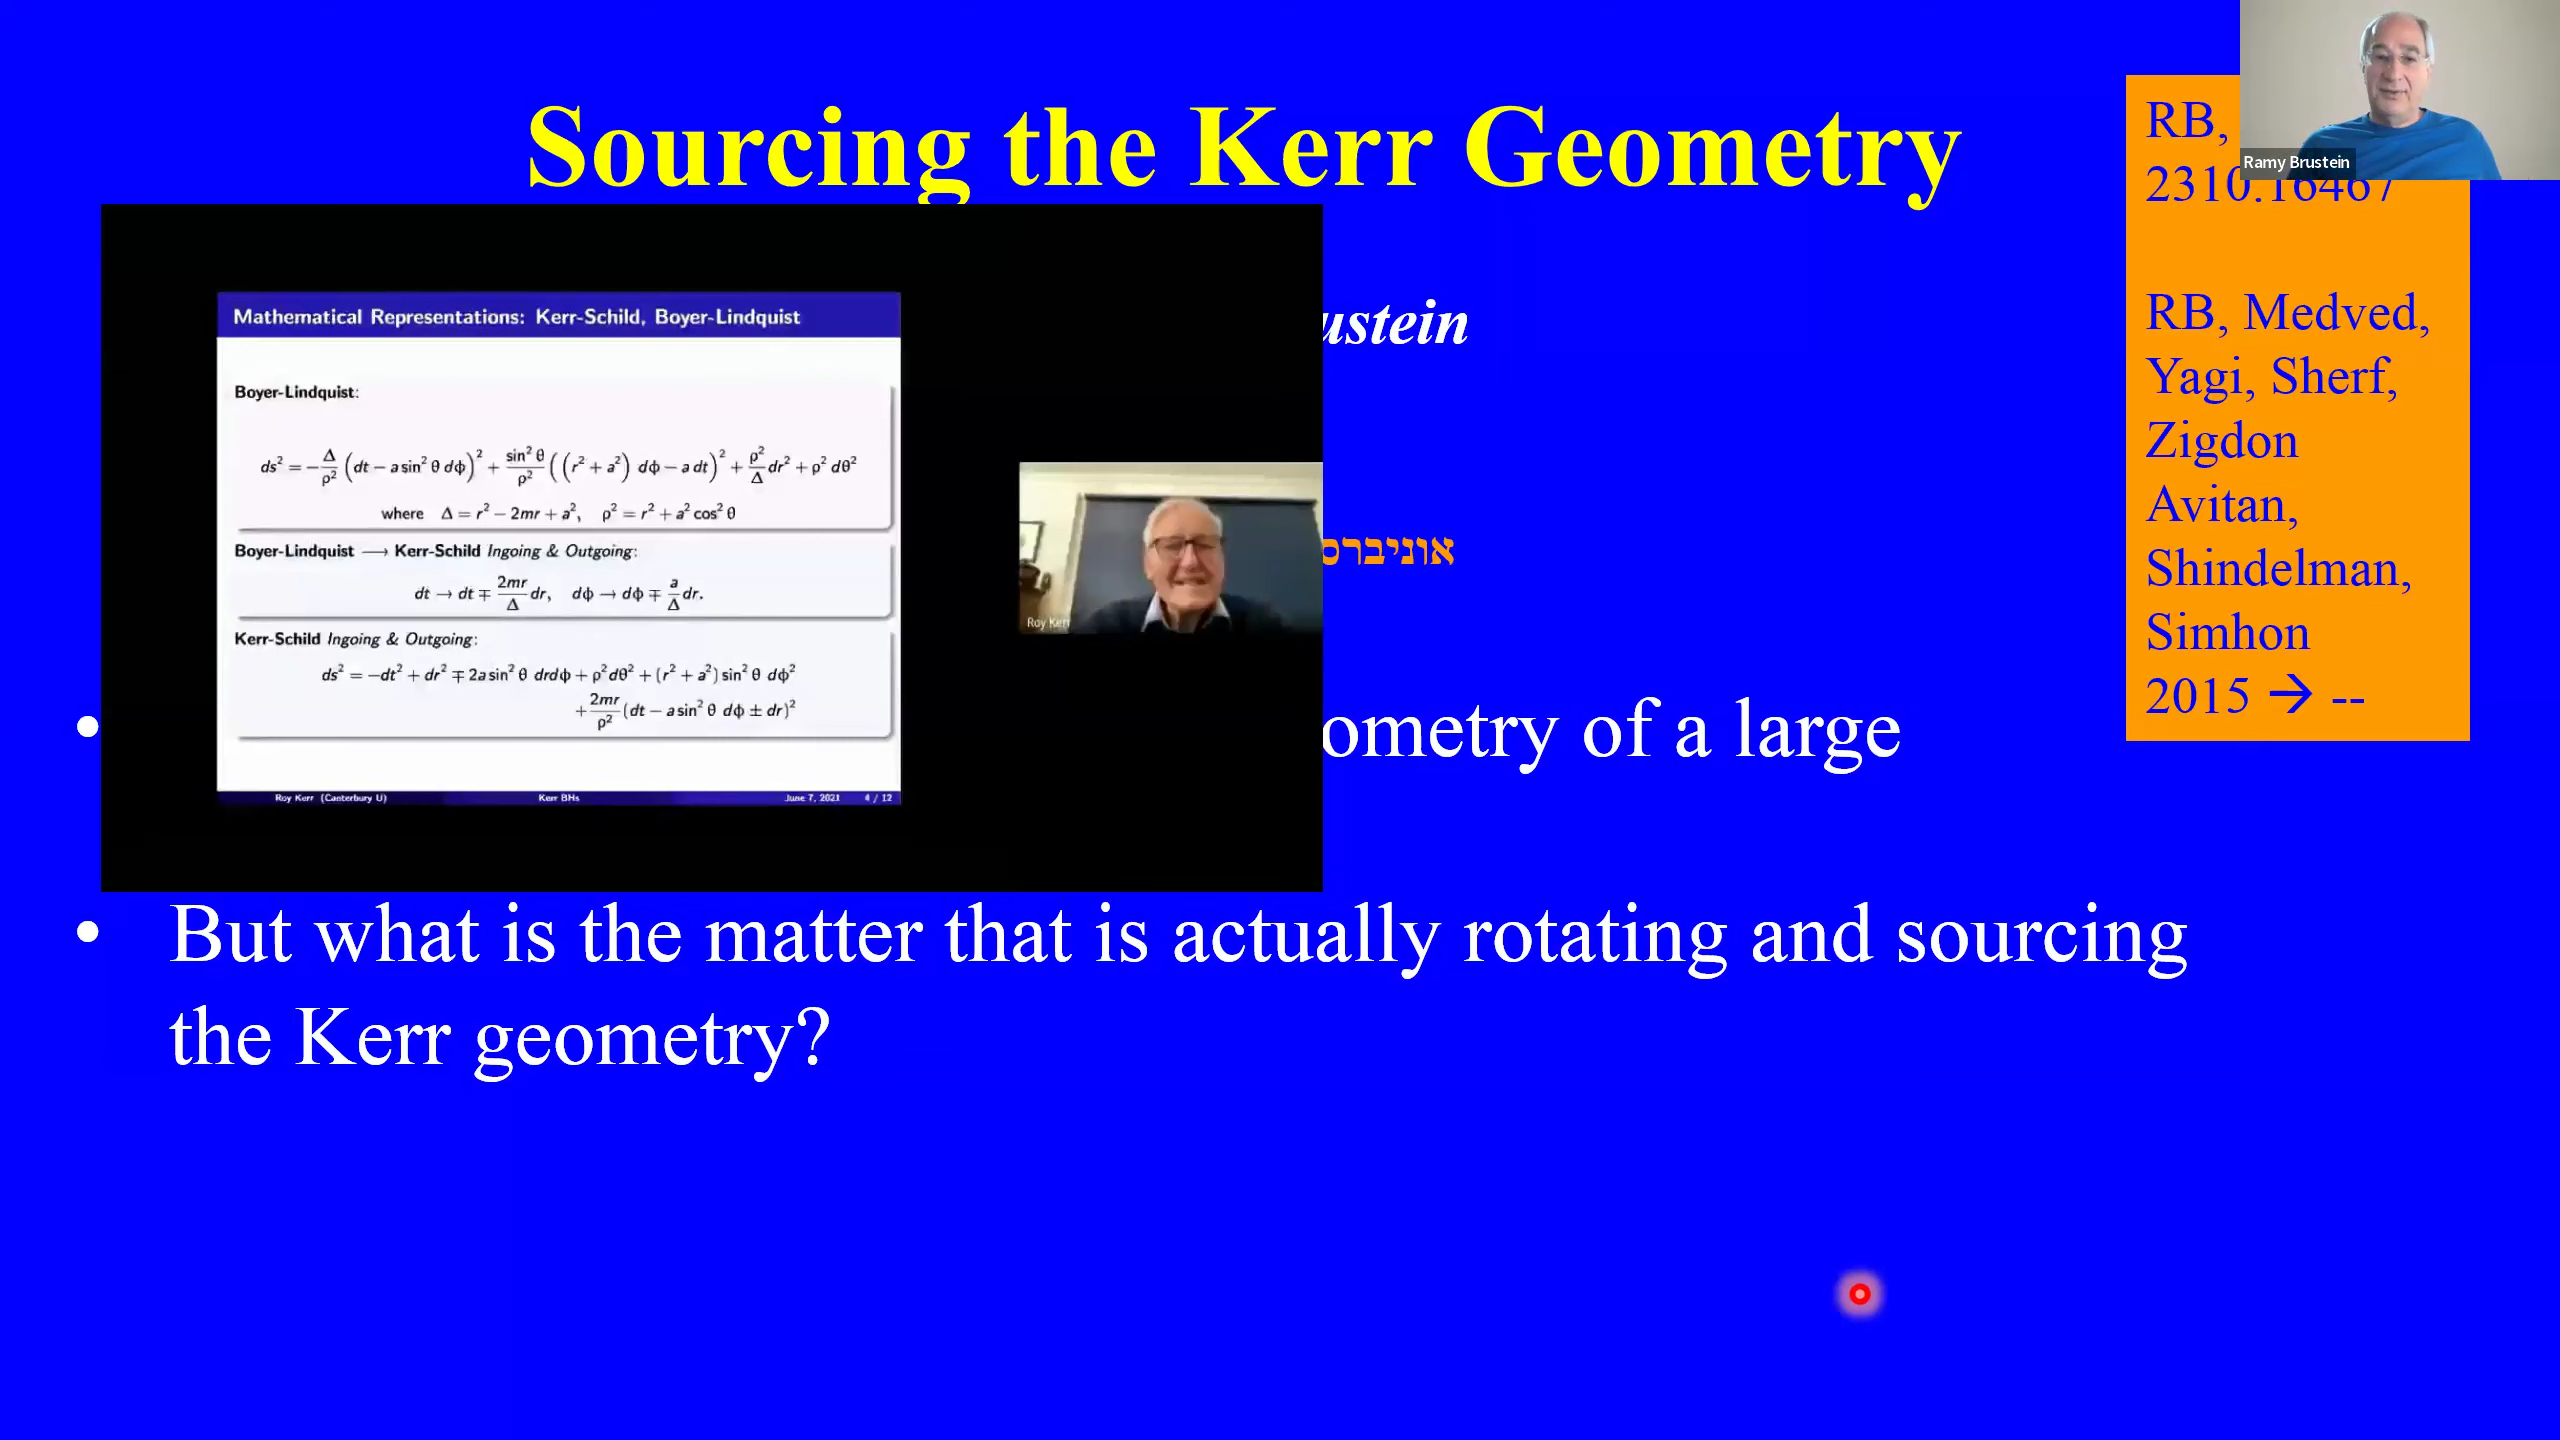 Sourcing the Kerr Geometry
RB,
2310.16467
Ramy Brustein
RB, Medved,
Yagi, Sherf,
Zigdon
Avitan,
Shindelman,
Simhon
2015 → --
ustein
אוניברס
Mathematical Representations: Kerr-Schild, Boyer-Lindquist
Boyer-Lindquist:
ds² = −Δ/ρ² (dt − a sin² θ dϕ)² + sin² θ/ρ² ((r² + a²) dϕ − a dt)² + ρ²/Δ dr² + ρ² dθ²
where Δ = r² − 2mr + a², ρ² = r² + a² cos² θ
Boyer-Lindquist ⟶ Kerr-Schild Ingoing & Outgoing:
dt → dt ∓ 2mr/Δ dr, dϕ → dϕ ∓ a/Δ dr.
Kerr-Schild Ingoing & Outgoing:
ds² = −dt² + dr² ∓ 2a sin² θ drdϕ + ρ²dθ² + (r² + a²) sin² θ dϕ²
+ 2mr/ρ² (dt − a sin² θ dϕ ± dr)²
Roy Kerr (Canterbury U) Kerr BHs June 7, 2021 4 / 12
Roy Kerr
• ometry of a large
• But what is the matter that is actually rotating and sourcing
the Kerr geometry?